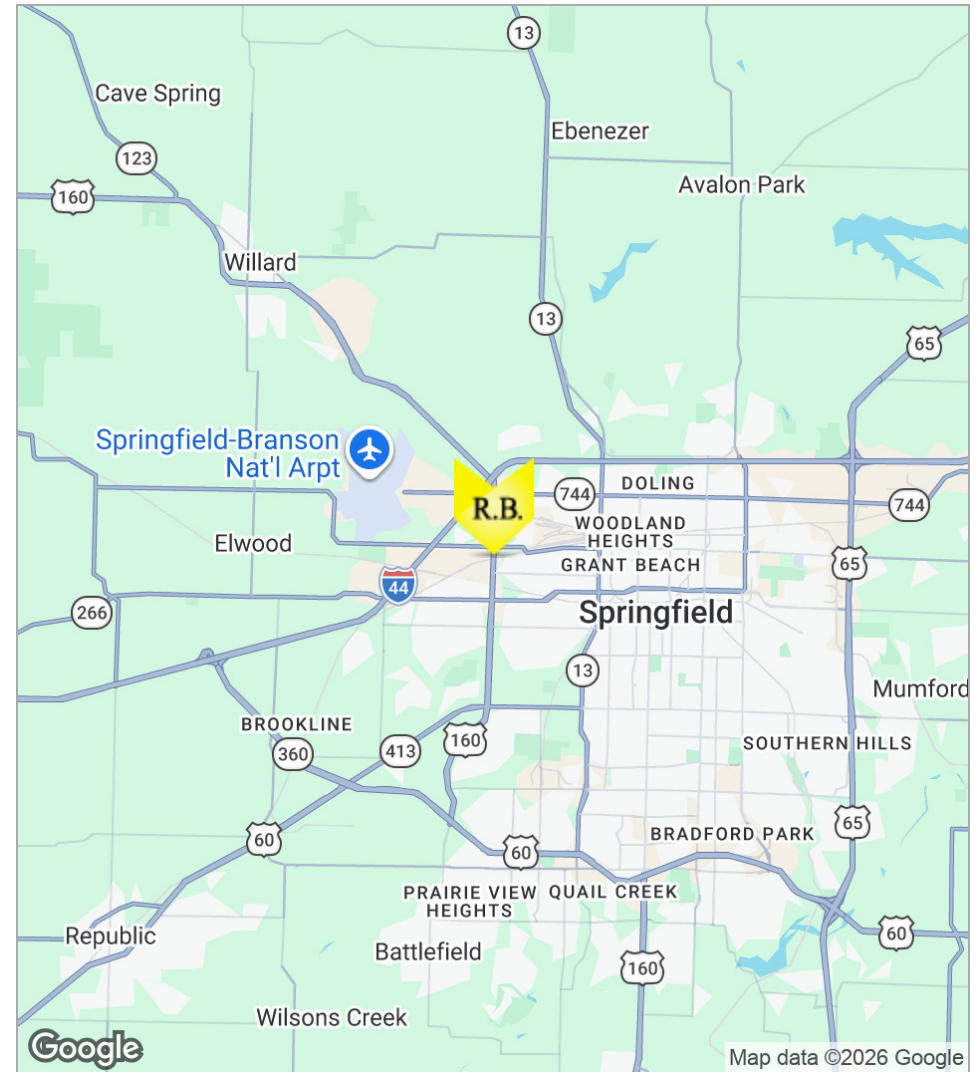 13
Cave Spring
Ebenezer
123
Avalon Park
160
Willard
13
65
Springfield-Branson
Nat'l Arpt
DOLING
744
R.B.
744
WOODLAND
HEIGHTS
Elwood
GRANT BEACH
65
44
266
Springfield
13
Mumford
BROOKLINE
160
SOUTHERN HILLS
360
413
65
BRADFORD PARK
60
60
PRAIRIE VIEW
HEIGHTS
QUAIL CREEK
Republic
60
Battlefield
160
Wilsons Creek
Google
Map data ©2026 Google